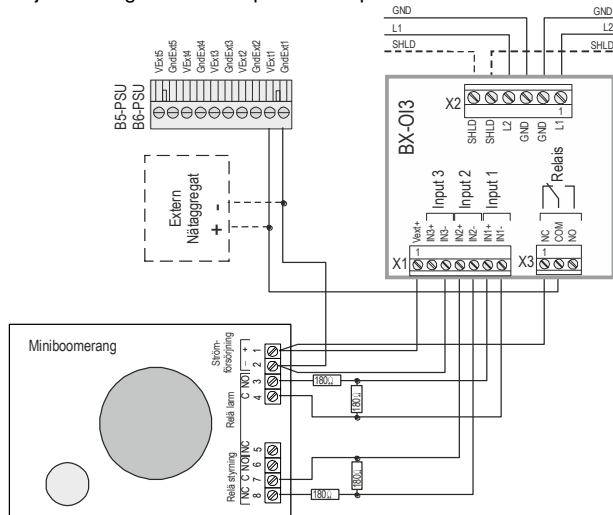 GND
L1
SHLD
GND
L2
SHLD
VExt5
GndExt5
VExt4
GndExt4
VExt3
GndExt3
VExt2
GndExt2
VExt1
GndExt1
B5-PSU
B6-PSU
Extern
Nätaggregat
-
+
BX-OI3
X2
1
SHLD
SHLD
L2
GND
GND
L1
Relais
Input 3
Input 2
Input 1
Vext+
IN3+
IN3-
IN2+
IN2-
IN1+
IN1-
NC
COM
NO
X1
1
X3
1
Miniboomerang
Ström-
försörjning
+
–
Relä larm
C NO
Relä styrning
NC C NO NC
1
2
3
4
5
6
7
8
180Ω
180Ω
180Ω
180Ω